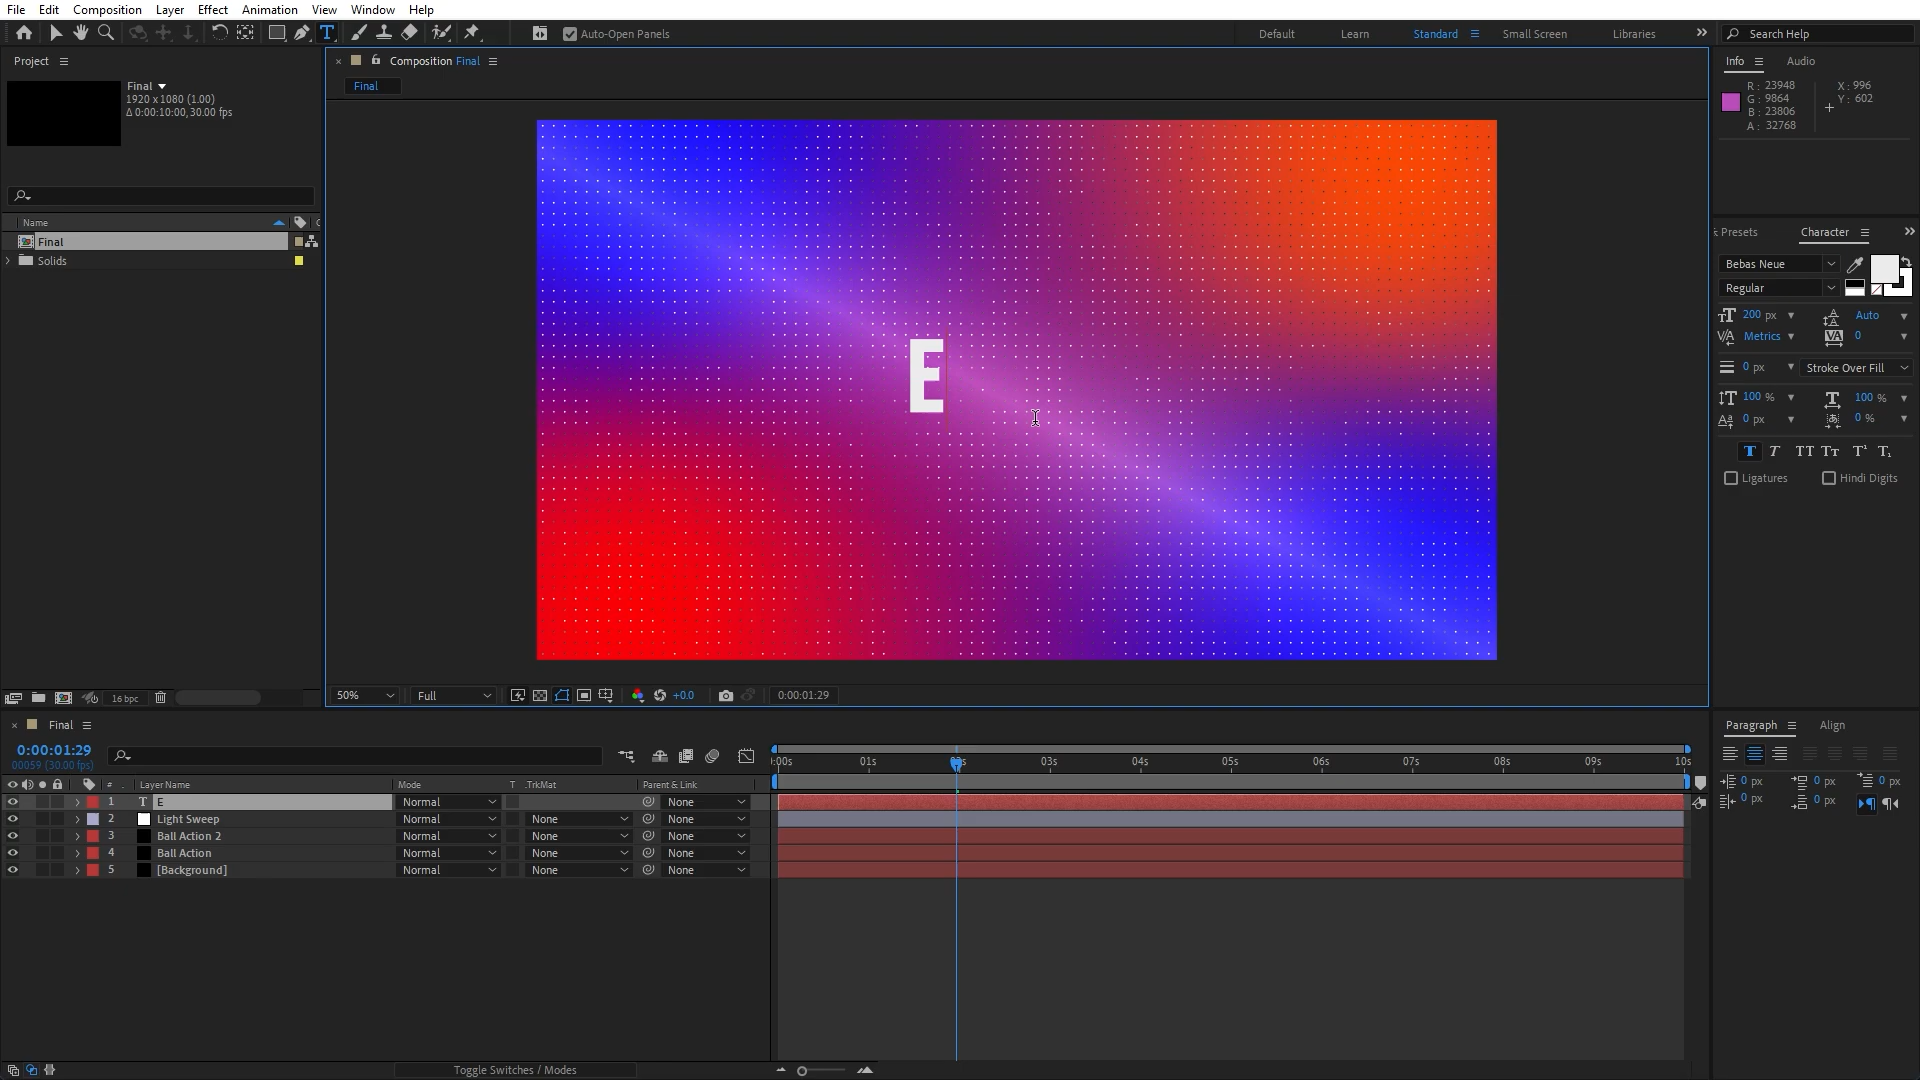 File Edit Composition Layer Effect Animation View Window Help
Auto-Open Panels
Default Learn Standard Small Screen Libraries
Search Help
Project
Final
1920 x 1080 (1.00)
Δ 0:00:10:00, 30.00 fps
Name
Final
Solids
16 bpc
Composition Final
Final
E
50% Full +0.0 0:00:01:29
Info Audio
R : 23948
G : 9864
B : 23806
A : 32768
X : 996
Y : 602
Presets Character
Bebas Neue
Regular
200 px Auto
Metrics 0
0 px Stroke Over Fill
100 % 100 %
0 px 0 %
Ligatures Hindi Digits
Paragraph Align
0 px 0 px 0 px
0 px 0 px
Final
0:00:01:29
00059 (30.00 fps)
# Layer Name Mode T .TrkMat Parent & Link
:00s 01s 03s 04s 05s 06s 07s 08s 09s 10s
1 T E Normal None
2 Light Sweep Normal None None
3 Ball Action 2 Normal None None
4 Ball Action Normal None None
5 [Background] Normal None None
Toggle Switches / Modes